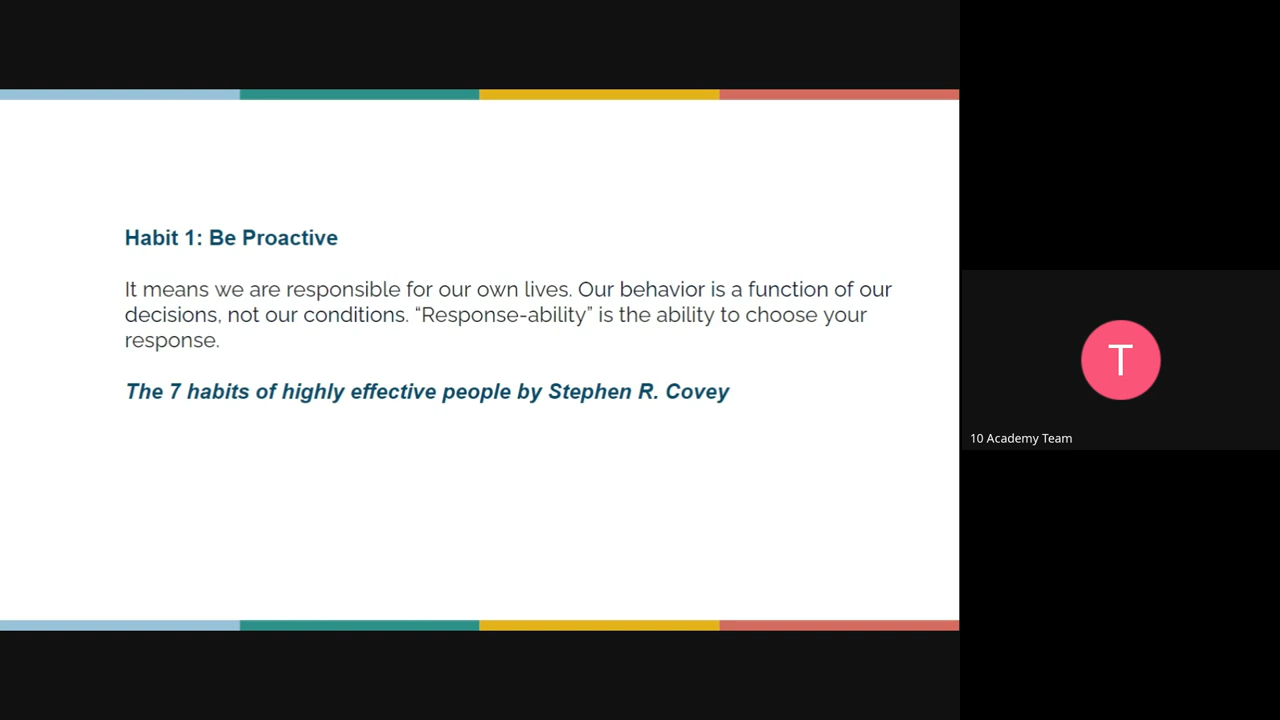 Habit 1: Be Proactive
It means we are responsible for our own lives. Our behavior is a function of our
decisions, not our conditions. “Response-ability” is the ability to choose your
response.
The 7 habits of highly effective people by Stephen R. Covey
T
10 Academy Team